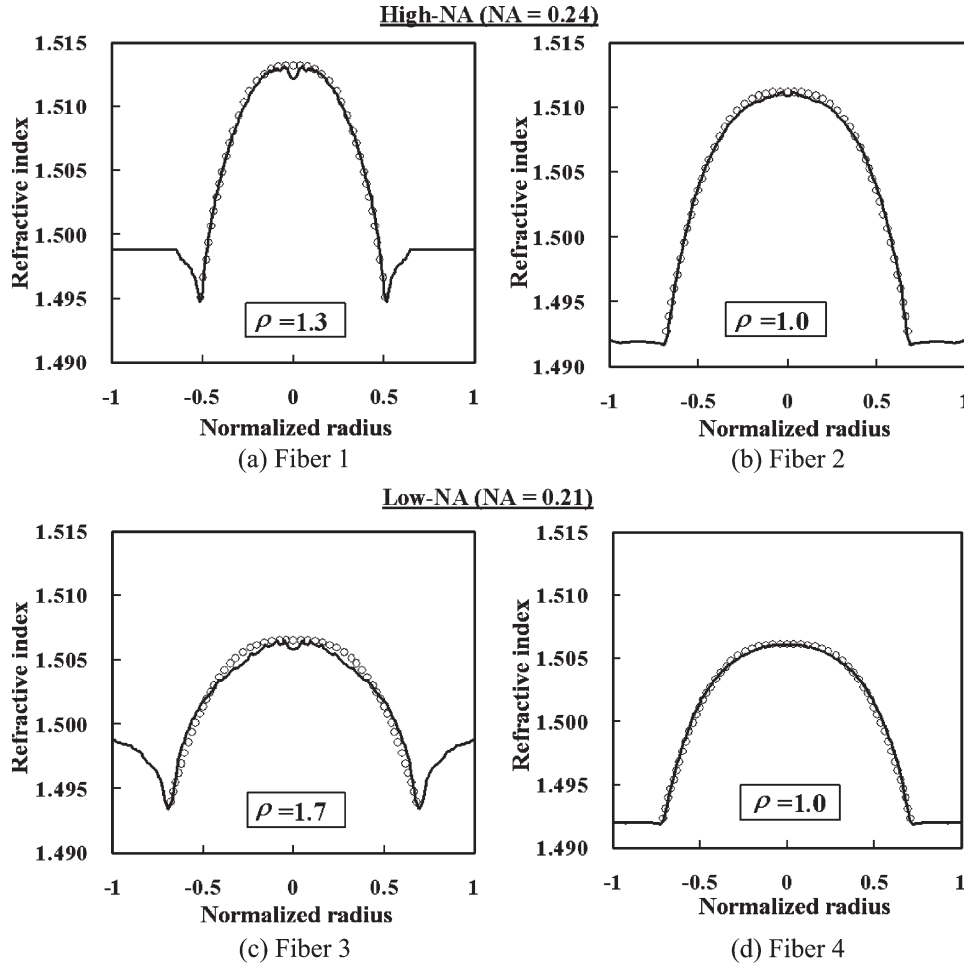 High-NA (NA = 0.24)
1.515
1.510
1.505
1.500
1.495
1.490
Refractive index
ρ =1.3
-1 -0.5 0 0.5 1
Normalized radius
(a) Fiber 1
1.515
1.510
1.505
1.500
1.495
1.490
Refractive index
ρ =1.0
-1 -0.5 0 0.5 1
Normalized radius
(b) Fiber 2
Low-NA (NA = 0.21)
1.515
1.510
1.505
1.500
1.495
1.490
Refractive index
ρ =1.7
-1 -0.5 0 0.5 1
Normalized radius
(c) Fiber 3
1.515
1.510
1.505
1.500
1.495
1.490
Refractive index
ρ =1.0
-1 -0.5 0 0.5 1
Normalized radius
(d) Fiber 4